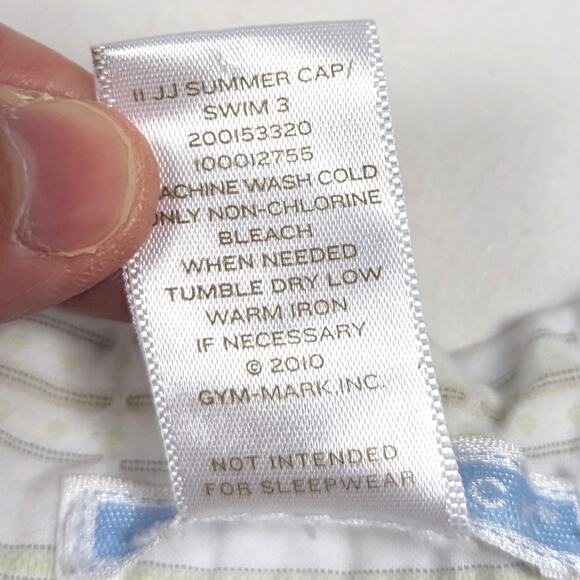 11 JJ SUMMER CAP/
SWIM 3
200153320
100012755
ACHINE WASH COLD
ONLY NON-CHLORINE
BLEACH
WHEN NEEDED
TUMBLE DRY LOW
WARM IRON
IF NECESSARY
© 2010
GYM-MARK, INC.
NOT INTENDED
FOR SLEEPWEAR